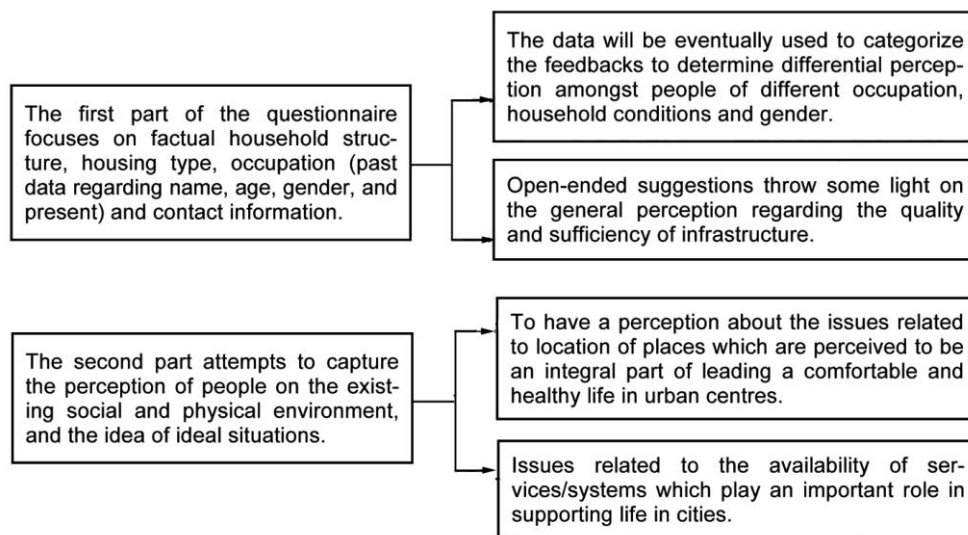 The first part of the questionnaire
focuses on factual household struc-
ture, housing type, occupation (past
data regarding name, age, gender, and
present) and contact information.
The data will be eventually used to categorize
the feedbacks to determine differential percep-
tion amongst people of different occupation,
household conditions and gender.
Open-ended suggestions throw some light on
the general perception regarding the quality
and sufficiency of infrastructure.
The second part attempts to capture
the perception of people on the exist-
ing social and physical environment,
and the idea of ideal situations.
To have a perception about the issues related
to location of places which are perceived to be
an integral part of leading a comfortable and
healthy life in urban centres.
Issues related to the availability of ser-
vices/systems which play an important role in
supporting life in cities.